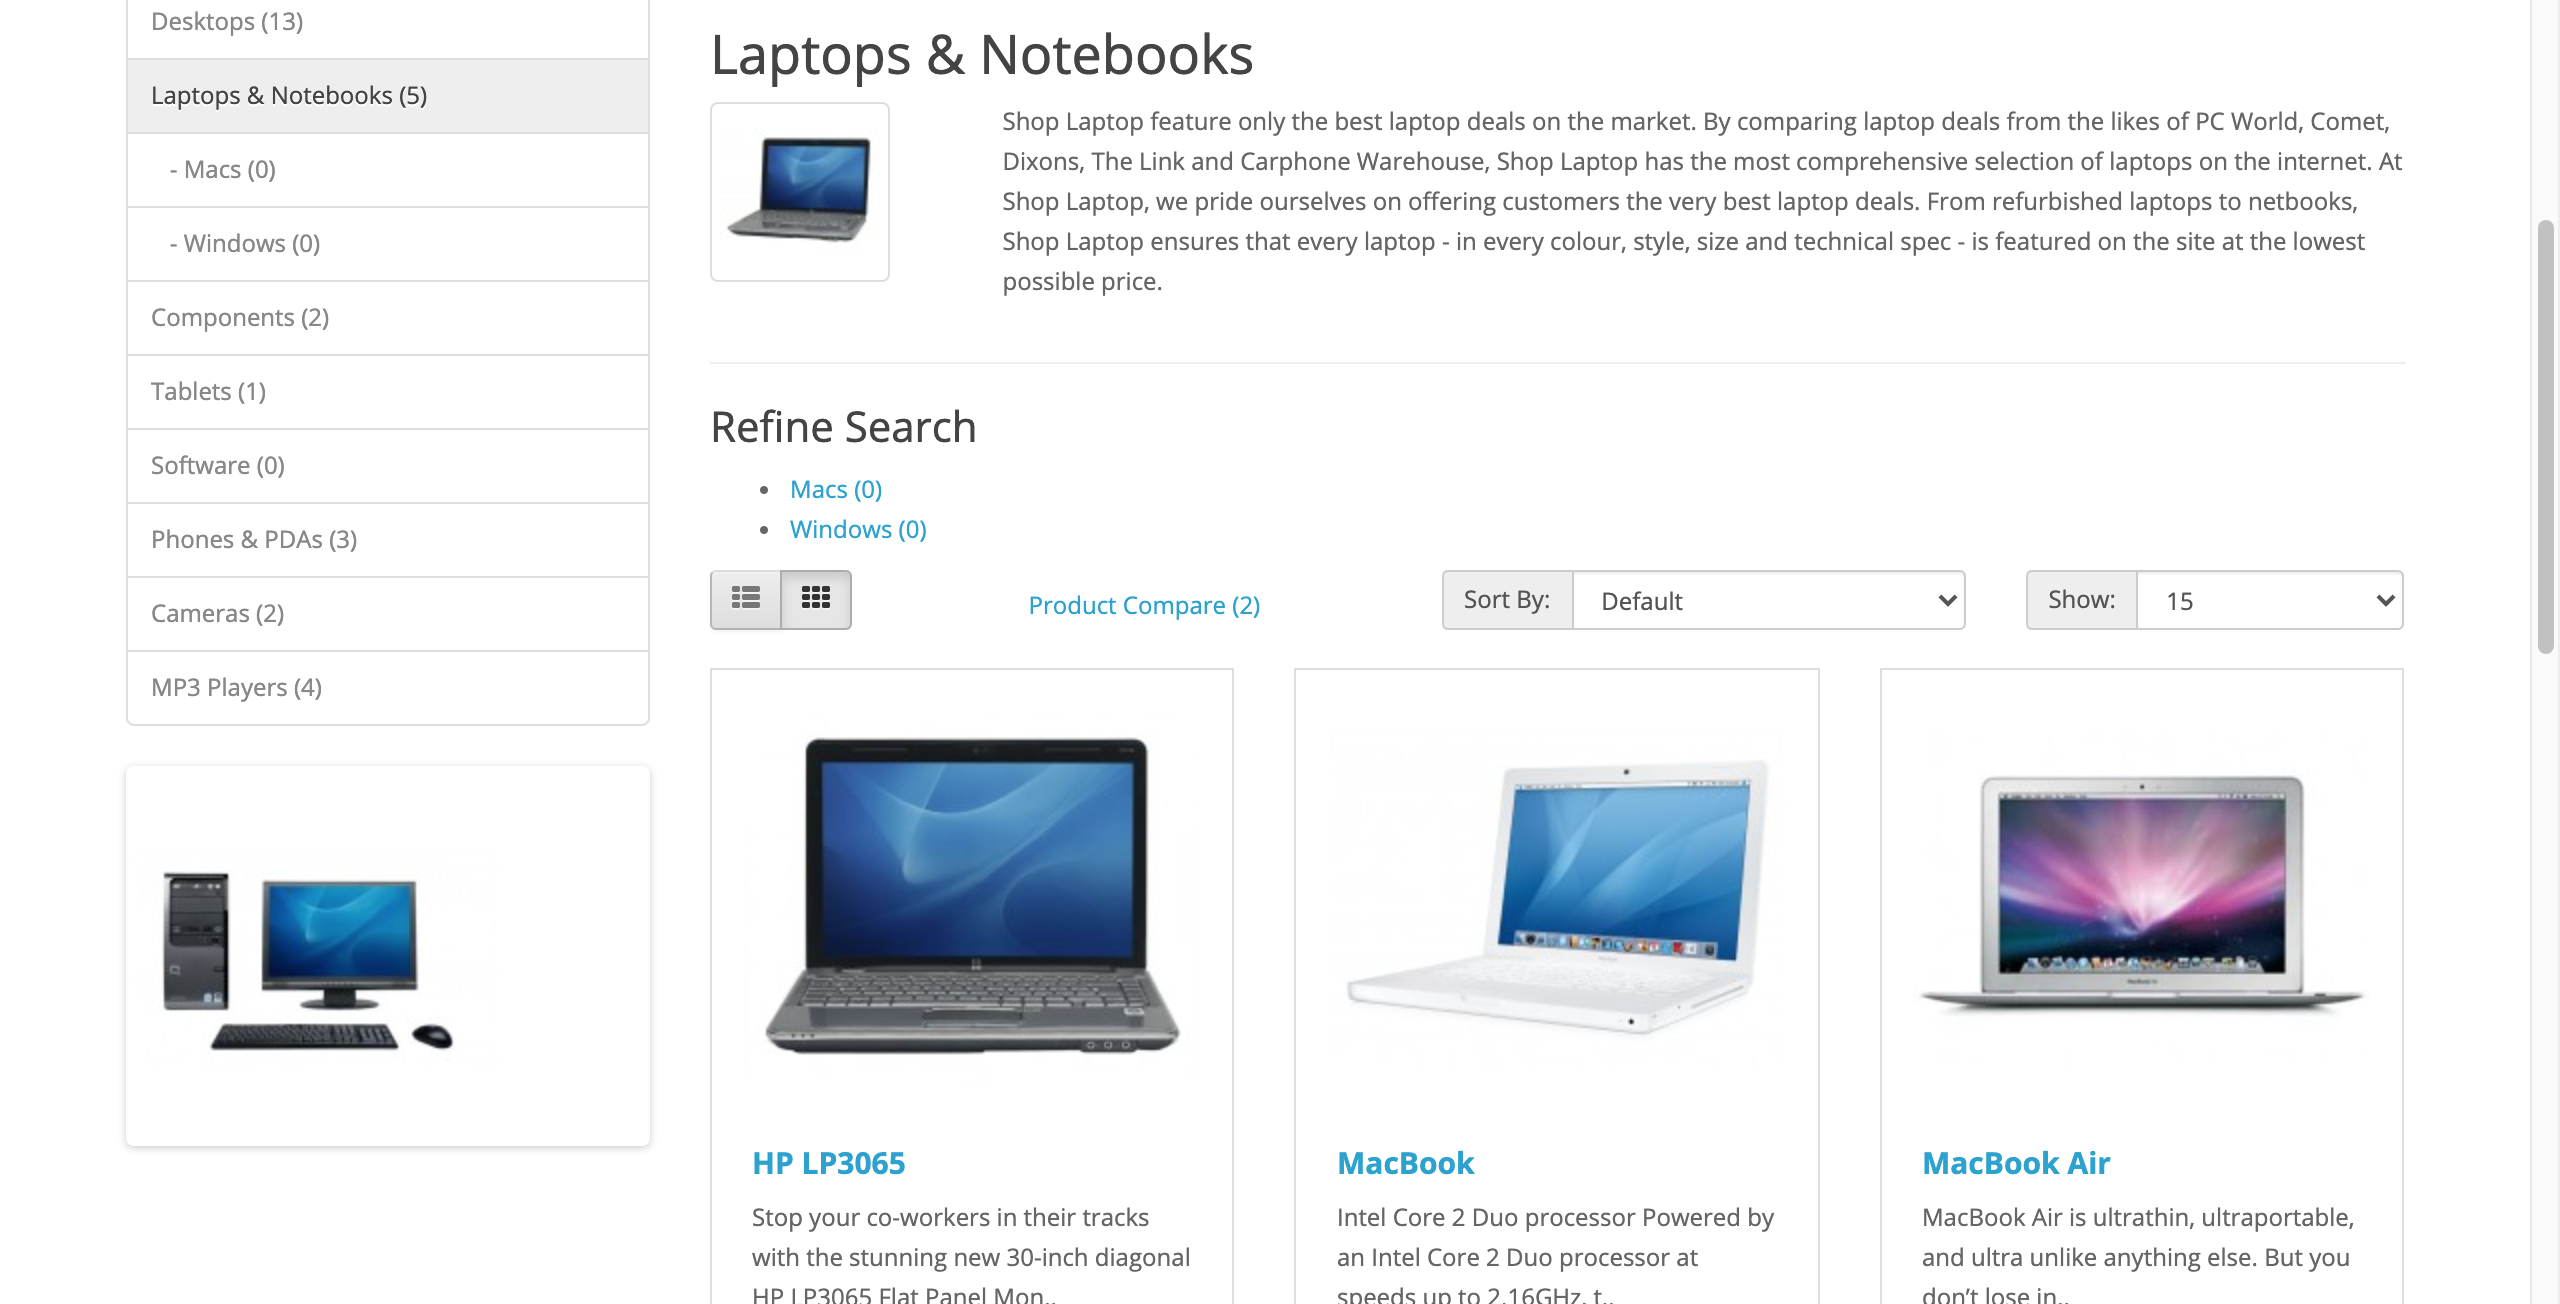 Desktops (13)
Laptops & Notebooks (5)
- Macs (0)
- Windows (0)
Components (2)
Tablets (1)
Software (0)
Phones & PDAs (3)
Cameras (2)
MP3 Players (4)
Laptops & Notebooks
Shop Laptop feature only the best laptop deals on the market. By comparing laptop deals from the likes of PC World, Comet,
Dixons, The Link and Carphone Warehouse, Shop Laptop has the most comprehensive selection of laptops on the internet. At
Shop Laptop, we pride ourselves on offering customers the very best laptop deals. From refurbished laptops to netbooks,
Shop Laptop ensures that every laptop - in every colour, style, size and technical spec - is featured on the site at the lowest
possible price.
Refine Search
Macs (0)
Windows (0)
Product Compare (2)
Sort By: Default
Show: 15
HP LP3065
Stop your co-workers in their tracks
with the stunning new 30-inch diagonal
HP LP3065 Flat Panel Mon..
MacBook
Intel Core 2 Duo processor Powered by
an Intel Core 2 Duo processor at
speeds up to 2.16GHz, t..
MacBook Air
MacBook Air is ultrathin, ultraportable,
and ultra unlike anything else. But you
don’t lose in..